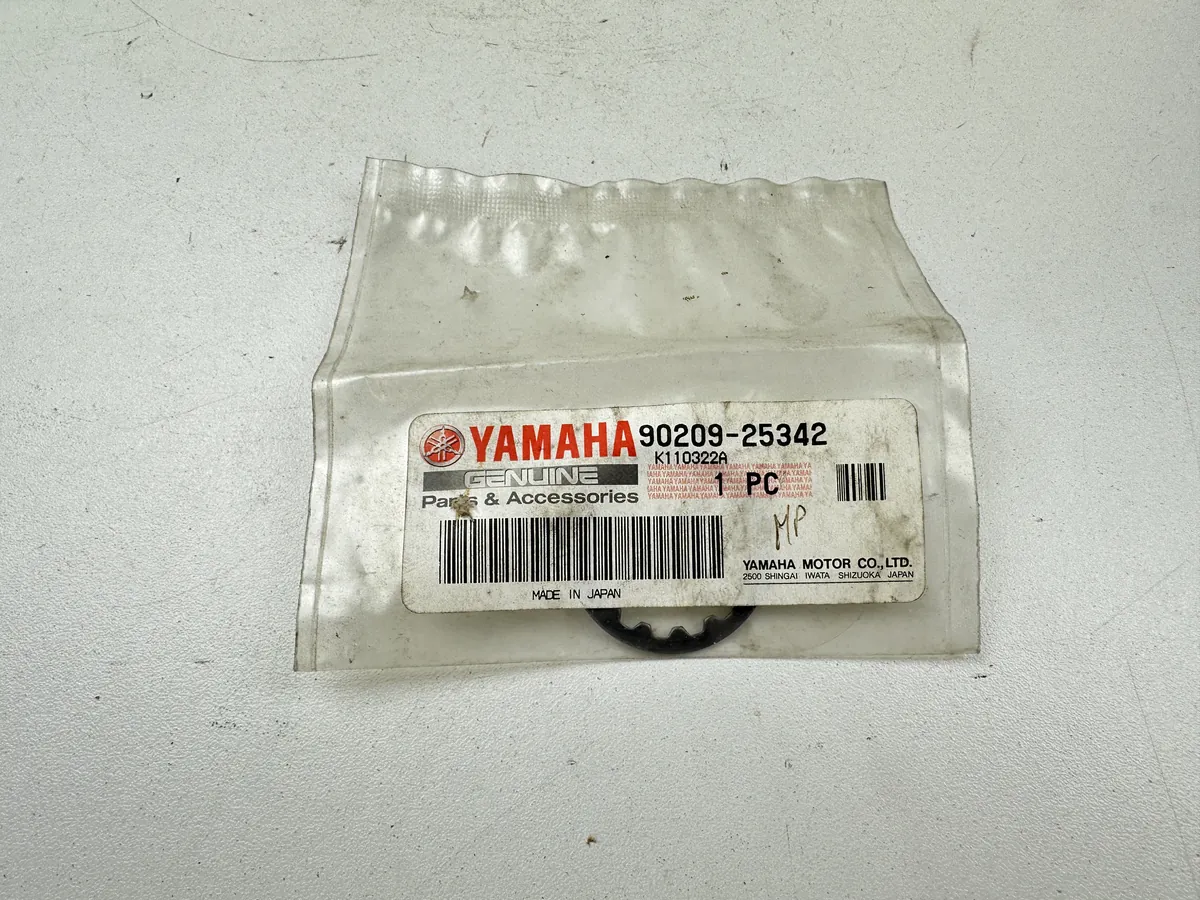 YAMAHA 90209-25342
K110322A
GENUINE
Parts & Accessories
YAMAHAYAMAHAYAMAHAYAMAHAYA
1 PC
MP
YAMAHA MOTOR CO.,LTD.
2500 SHINGAI IWATA SHIZUOKA JAPAN
MADE IN JAPAN